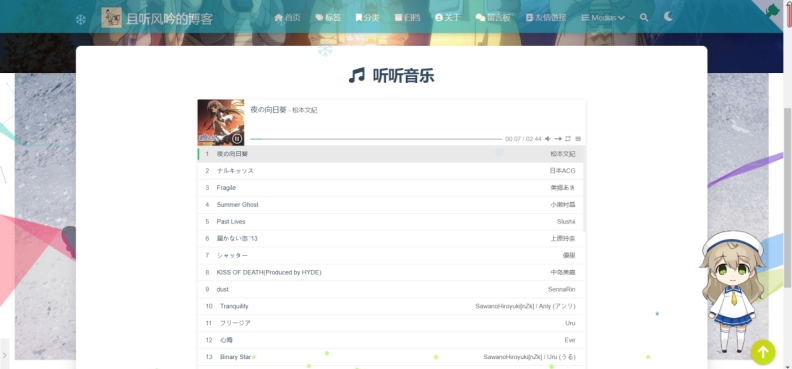 且听风吟的博客 首页 标签 分类 归档 关于 留言板 友情链接 Modias
听听音乐
夜の向日葵 - 松本文紀
00:07 / 02:44
1 夜の向日葵 松本文紀
2 ナルキッソス 日本ACG
3 Fragile 美郷あき
4 Summer Ghost 小瀬村晶
5 Past Lives Slushii
6 届かない恋 '13 上原玲奈
7 シャッター 優里
8 KISS OF DEATH(Produced by HYDE) 中島美嘉
9 dust SennaRin
10 Tranquility SawanoHiroyuki[nZk] / Anly (アンリ)
11 フリージア Uru
12 心海 Eve
13 Binary Star SawanoHiroyuki[nZk] / Uru (うる)